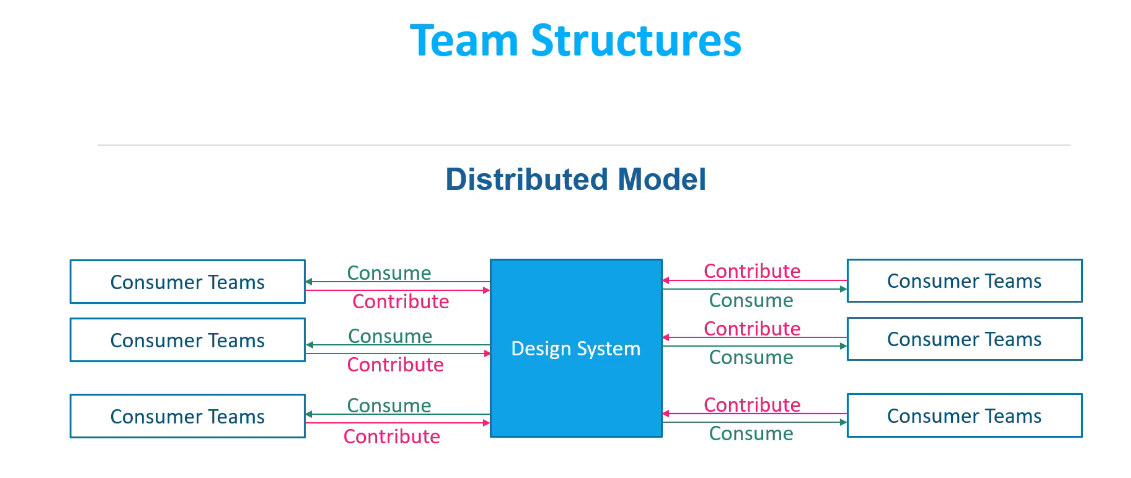 Team Structures
Distributed Model
Consumer Teams
Consume
Contribute
Consumer Teams
Consume
Contribute
Consumer Teams
Consume
Contribute
Design System
Contribute
Consume
Consumer Teams
Contribute
Consume
Consumer Teams
Contribute
Consume
Consumer Teams